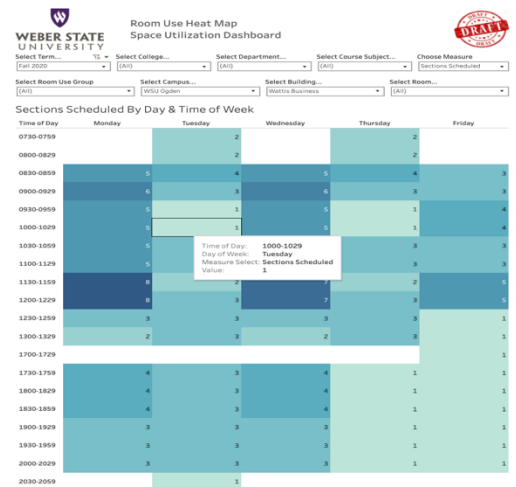 WEBER STATE
UNIVERSITY
Room Use Heat Map
Space Utilization Dashboard
DRAFT
DRAFT
DRAFT
Select Term... Select College... Select Department... Select Course Subject... Choose Measure
Fall 2020 (All) (All) (All) Sections Scheduled
Select Room Use Group Select Campus... Select Building... Select Room...
(All) WSU Ogden Wattis Business (All)
Sections Scheduled By Day & Time of Week
Time of Day Monday Tuesday Wednesday Thursday Friday
0730-0759 2 2
0800-0829 2 2
0830-0859 5 4 5 4 3
0900-0929 6 3 6 3 3
0930-0959 5 1 5 1 4
1000-1029 5 1 5 1 4
Time of Day: 1000-1029
Day of Week: Tuesday
Measure Select: Sections Scheduled
Value: 1
1030-1059 5 3 3
1100-1129 5 3 3
1130-1159 8 2 7 2 5
1200-1229 8 3 7 3 5
1230-1259 3 3 3 3 1
1300-1329 2 3 2 3 1
1700-1729 1
1730-1759 4 3 4 1 1
1800-1829 4 3 4 1 1
1830-1859 4 3 4 1 1
1900-1929 3 3 3 1 1
1930-1959 3 3 3 1 1
2000-2029 3 3 3 1 1
2030-2059 1